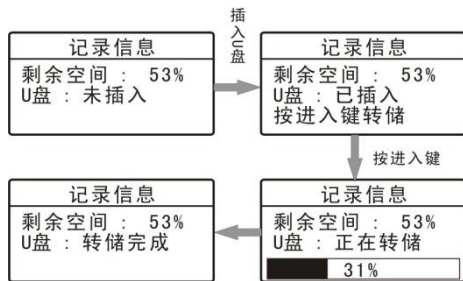 记录信息
剩余空间 : 53%
U盘 : 未插入
插入U盘
记录信息
剩余空间 : 53%
U盘 : 已插入
按进入键转储
按进入键
记录信息
剩余空间 : 53%
U盘 : 正在转储
31%
记录信息
剩余空间 : 53%
U盘 : 转储完成